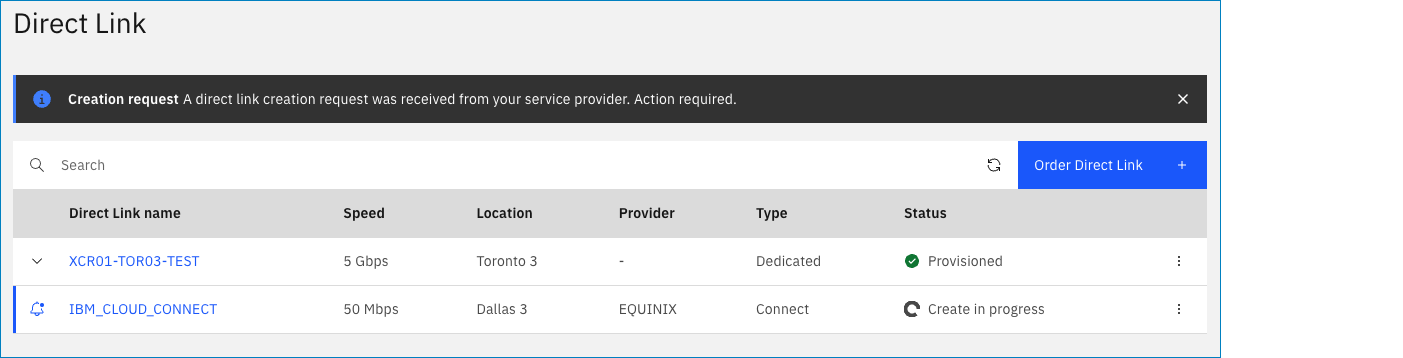 Direct Link
Creation request A direct link creation request was received from your service provider. Action required.
Search
Order Direct Link +
Direct Link name Speed Location Provider Type Status
XCR01-TOR03-TEST 5 Gbps Toronto 3 - Dedicated Provisioned
IBM_CLOUD_CONNECT 50 Mbps Dallas 3 EQUINIX Connect Create in progress